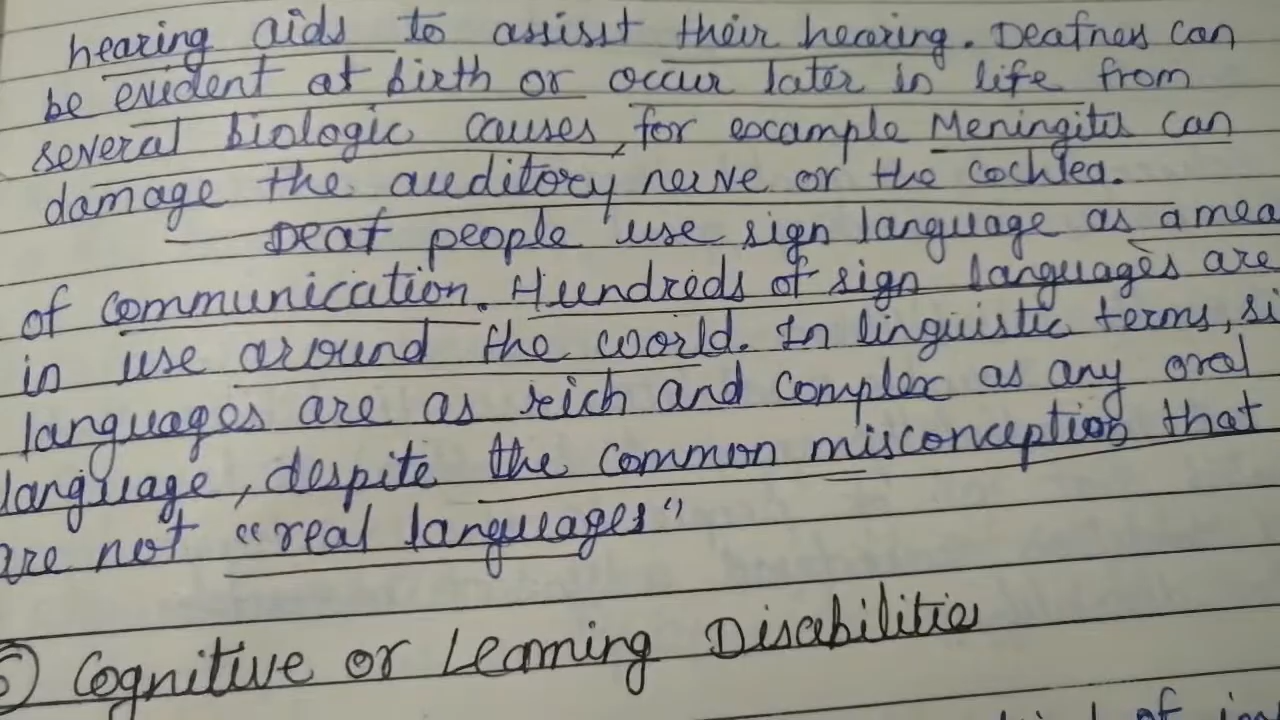 hearing aids to assisst their hearing. Deafness can
be evident at birth or occur later in life from
several biologic causes, for example Meningitis can
damage the auditory nerve or the cochlea.
Deaf people use sign language as a mea
of communication. Hundreds of sign languages are
in use around the world. In linguistic terms, si
languages are as rich and complex as any oral
language, despite the common misconception that
are not "real languages"
Cognitive or Learning Disabilities
of